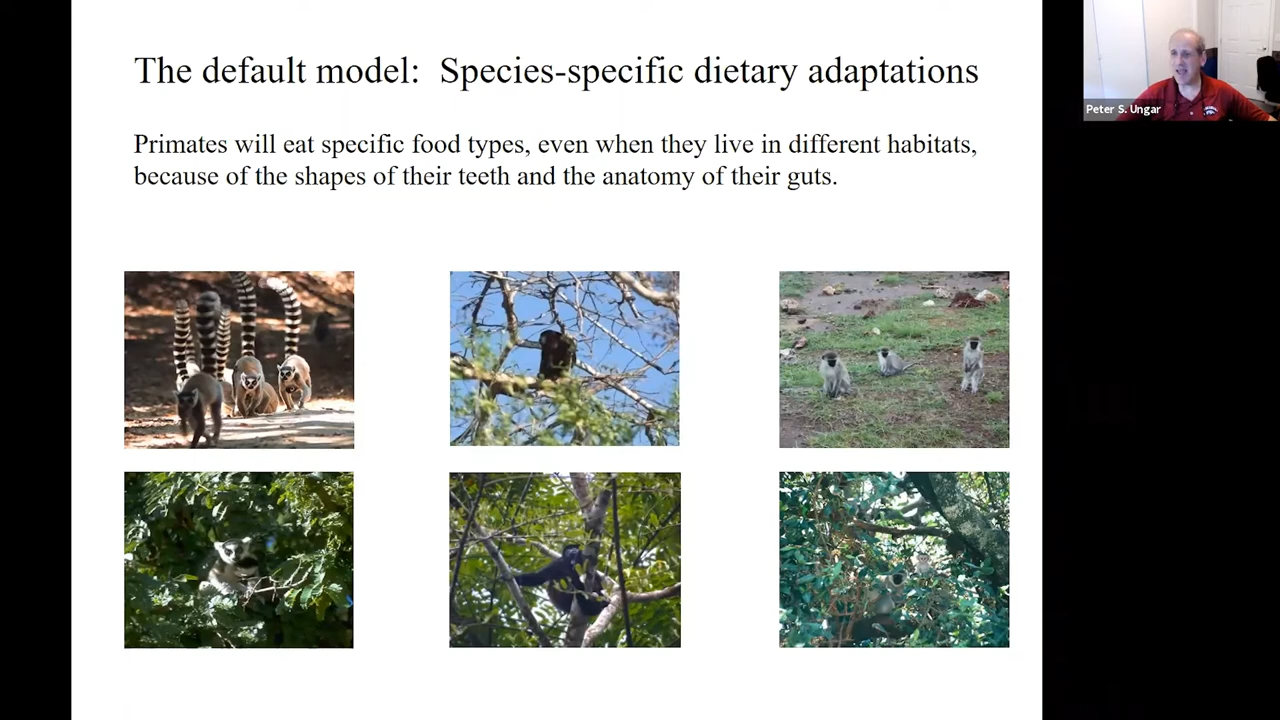 The default model: Species-specific dietary adaptations
Primates will eat specific food types, even when they live in different habitats,
because of the shapes of their teeth and the anatomy of their guts.
Peter S. Ungar